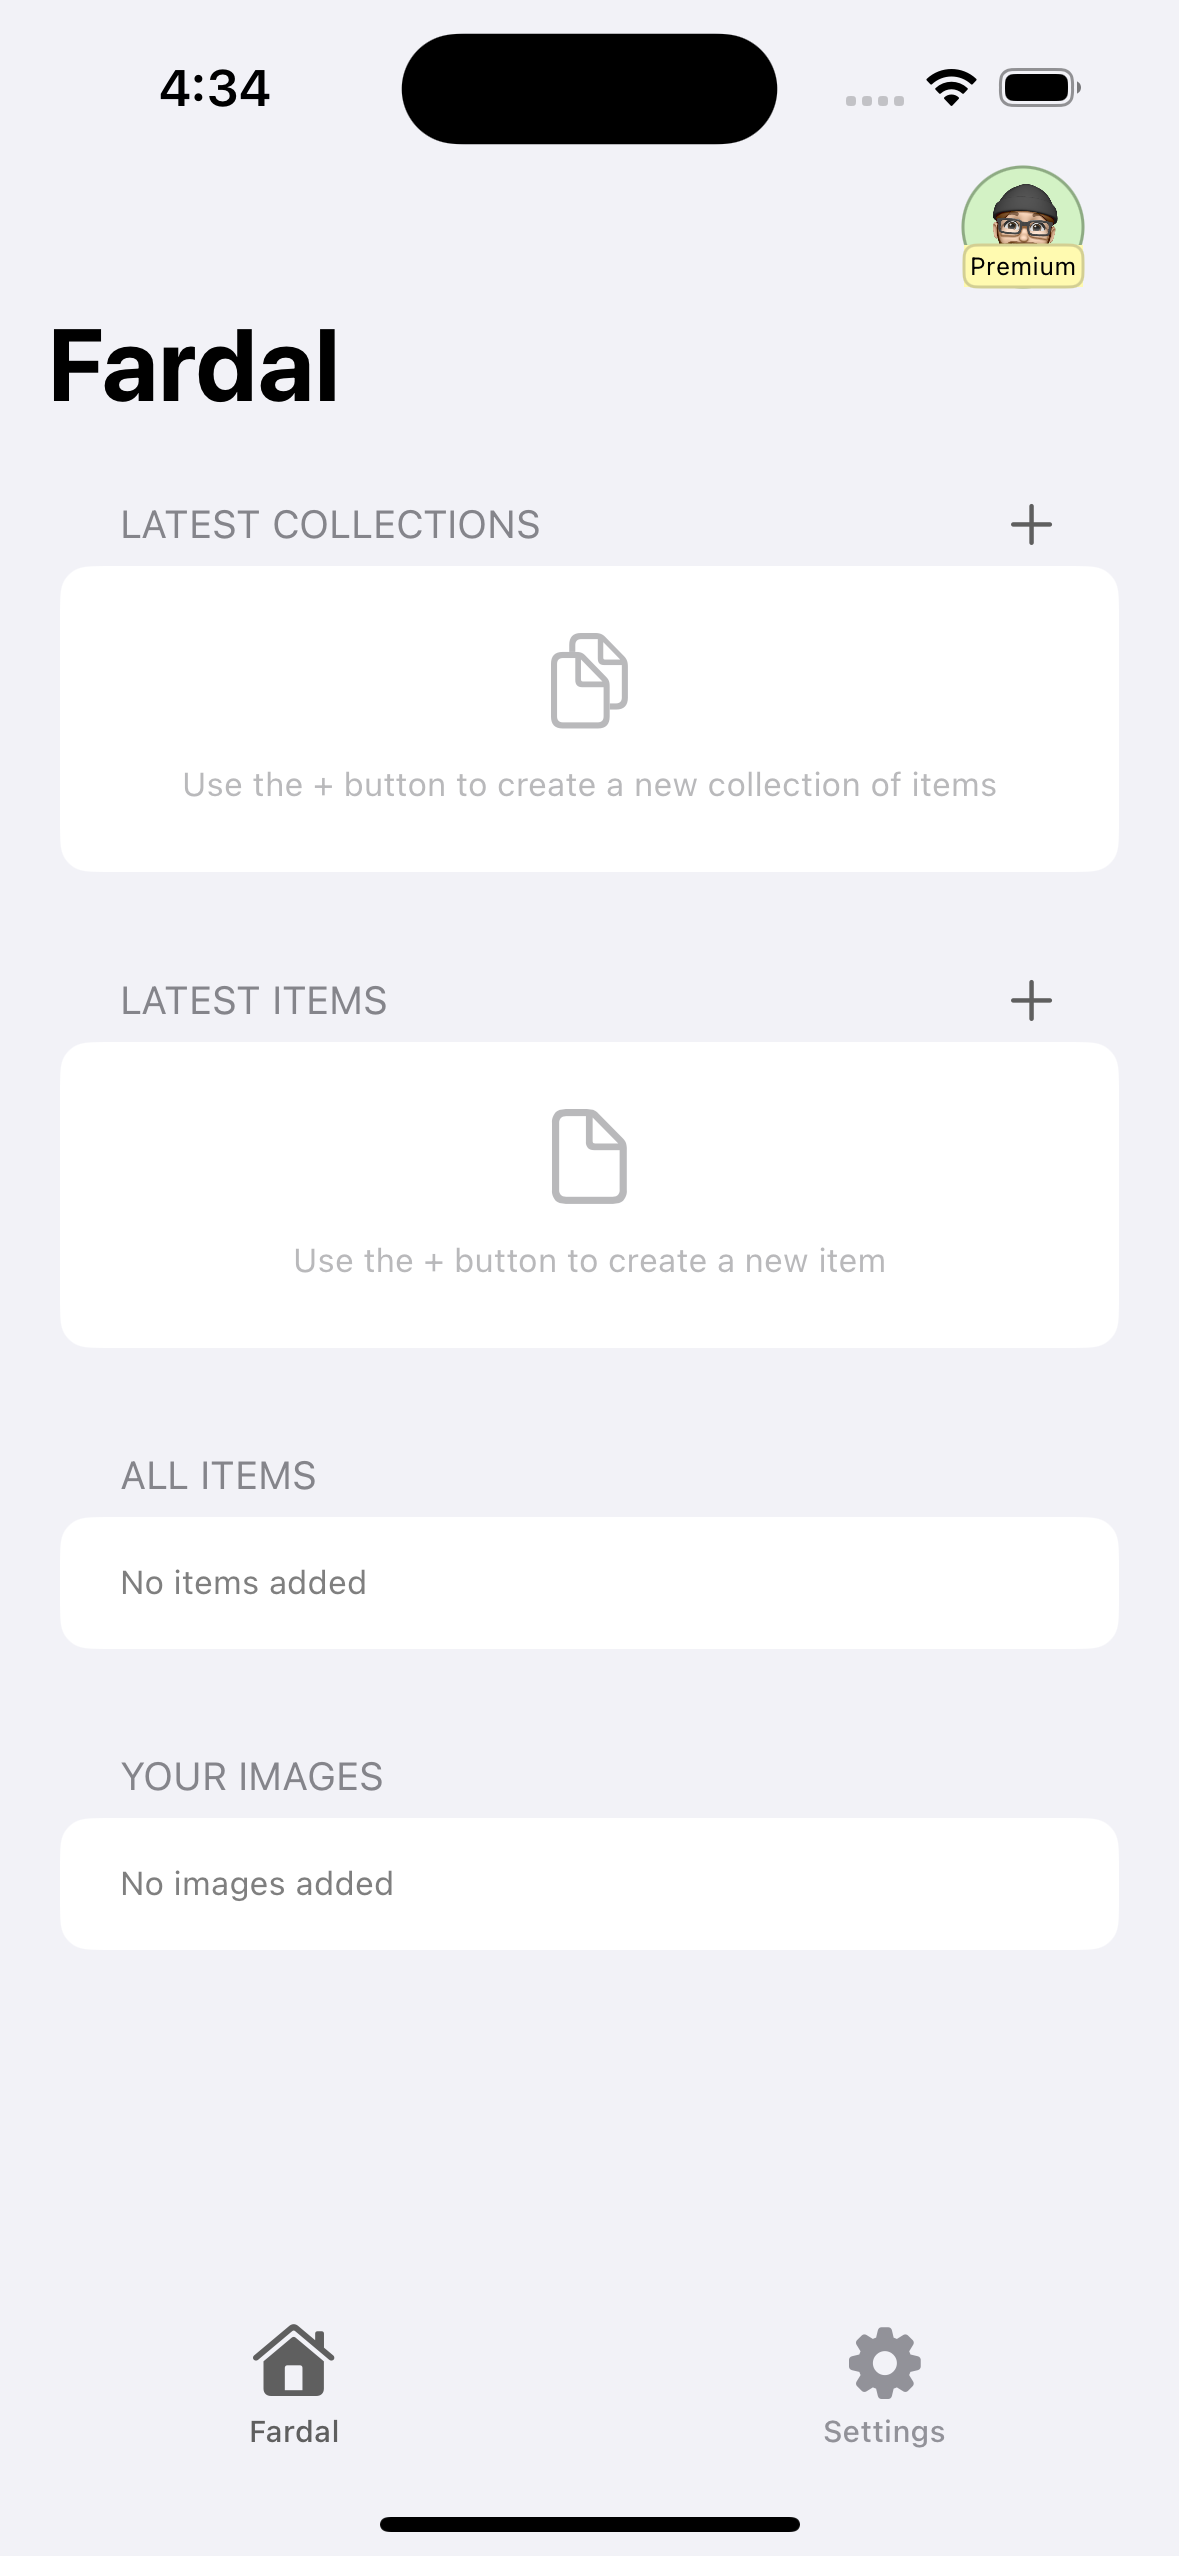 4:34
Premium
Fardal
LATEST COLLECTIONS
Use the + button to create a new collection of items
LATEST ITEMS
Use the + button to create a new item
ALL ITEMS
No items added
YOUR IMAGES
No images added
Fardal
Settings